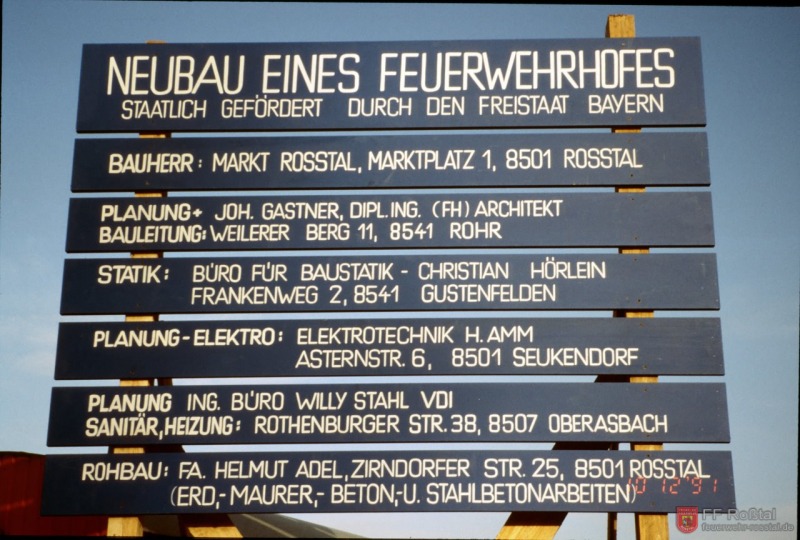 NEUBAU EINES FEUERWEHRHOFES
STAATLICH GEFÖRDERT DURCH DEN FREISTAAT BAYERN
BAUHERR: MARKT ROSSTAL, MARKTPLATZ 1, 8501 ROSSTAL
PLANUNG+ JOH. GASTNER, DIPL.ING. (FH) ARCHITEKT
BAULEITUNG: WEILERER BERG 11, 8541 ROHR
STATIK: BÜRO FÜR BAUSTATIK - CHRISTIAN HÖRLEIN
FRANKENWEG 2, 8541 GUSTENFELDEN
PLANUNG-ELEKTRO: ELEKTROTECHNIK H. AMM
ASTERNSTR. 6, 8501 SEUKENDORF
PLANUNG ING. BÜRO WILLY STAHL VDI
SANITÄR, HEIZUNG: ROTHENBURGER STR. 38, 8507 OBERASBACH
ROHBAU: FA. HELMUT ADEL, ZIRNDORFER STR. 25, 8501 ROSSTAL
(ERD,- MAURER,- BETON,-U. STAHLBETONARBEITEN)
10 12 '91
FF Roßtal
feuerwehr-rosstal.de